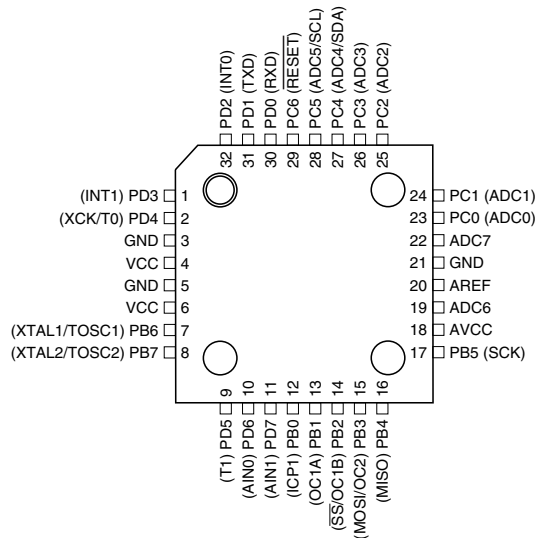 PD2 (INT0)
PD1 (TXD)
PD0 (RXD)
PC6 (RESET)
PC5 (ADC5/SCL)
PC4 (ADC4/SDA)
PC3 (ADC3)
PC2 (ADC2)
32 31 30 29 28 27 26 25
(INT1) PD3 1
(XCK/T0) PD4 2
GND 3
VCC 4
GND 5
VCC 6
(XTAL1/TOSC1) PB6 7
(XTAL2/TOSC2) PB7 8
24 PC1 (ADC1)
23 PC0 (ADC0)
22 ADC7
21 GND
20 AREF
19 ADC6
18 AVCC
17 PB5 (SCK)
9 10 11 12 13 14 15 16
(T1) PD5
(AIN0) PD6
(AIN1) PD7
(ICP1) PB0
(OC1A) PB1
(SS/OC1B) PB2
(MOSI/OC2) PB3
(MISO) PB4